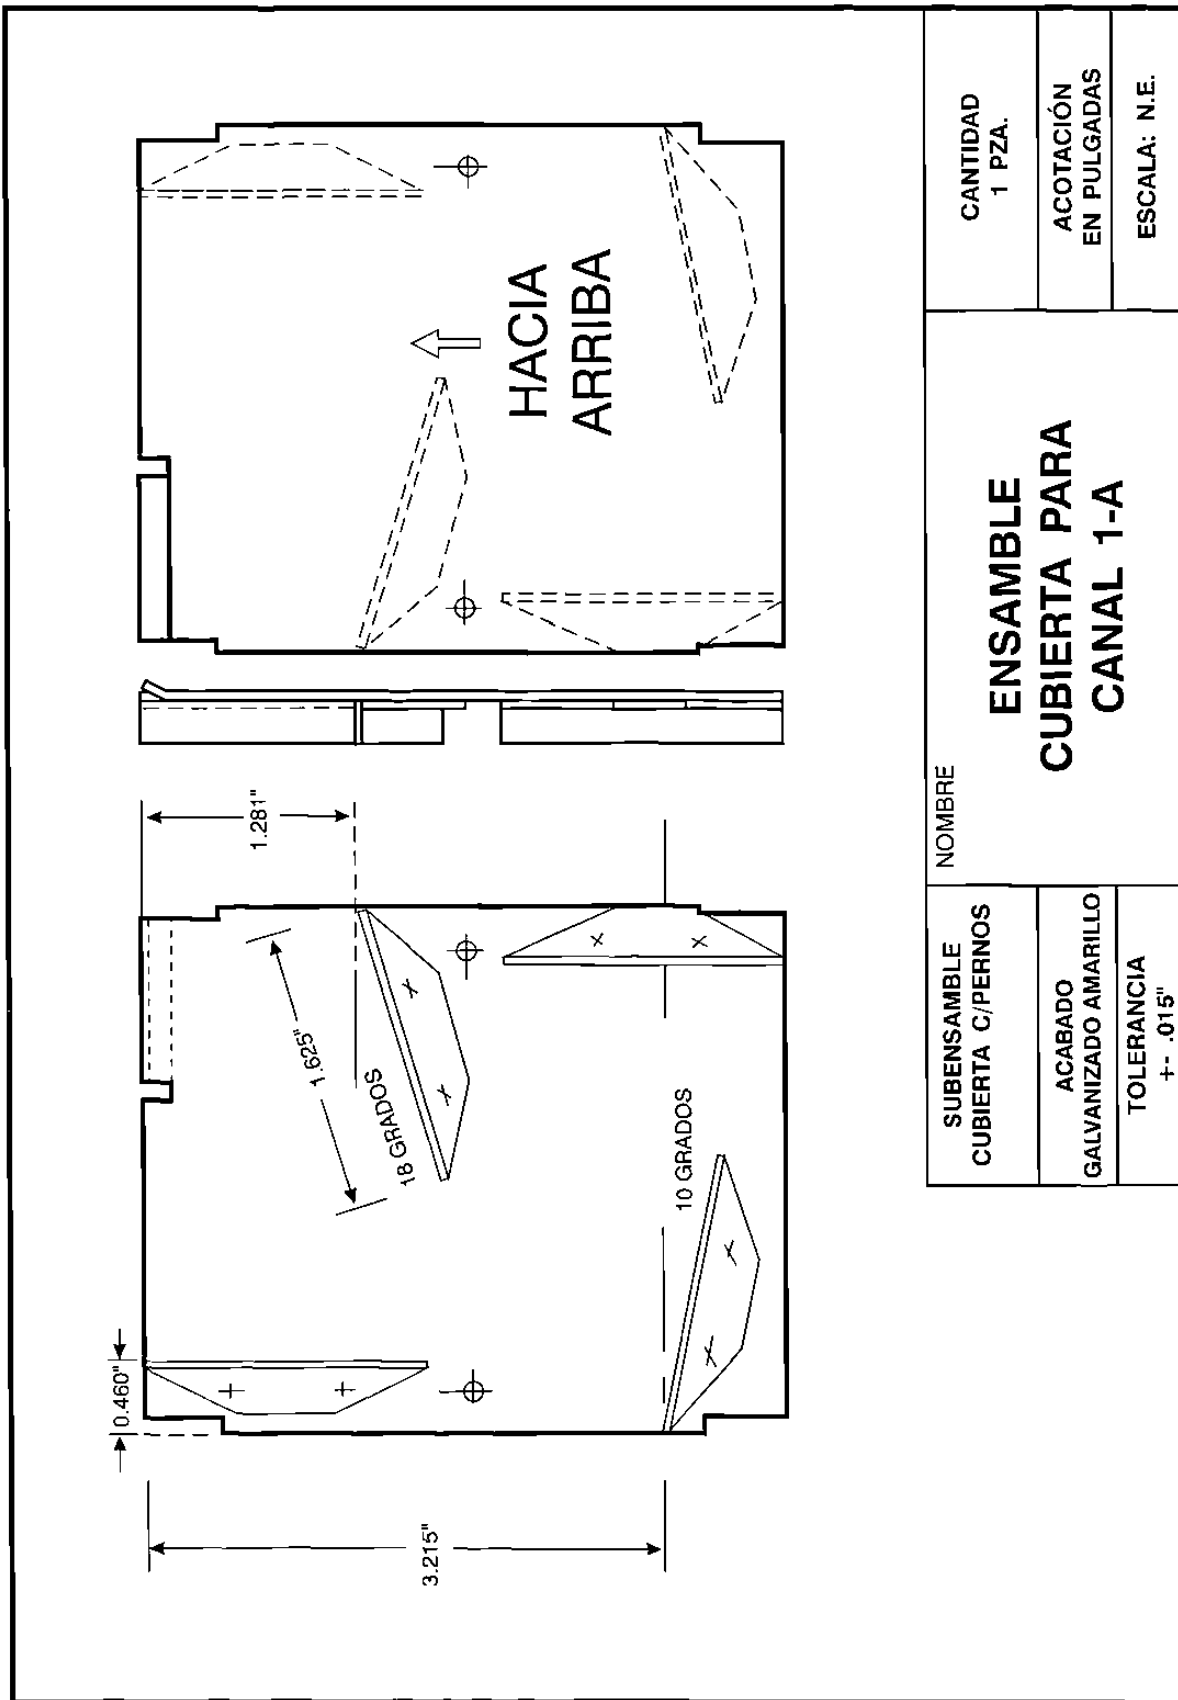 0.460"
3.215"
1.625"
18 GRADOS
10 GRADOS
1.281"
HACIA
ARRIBA
SUBENSAMBLE
CUBIERTA C/PERNOS
ACABADO
GALVANIZADO AMARILLO
TOLERANCIA
+- .015"
NOMBRE
ENSAMBLE
CUBIERTA PARA
CANAL 1-A
CANTIDAD
1 PZA.
ACOTACIÓN
EN PULGADAS
ESCALA: N.E.